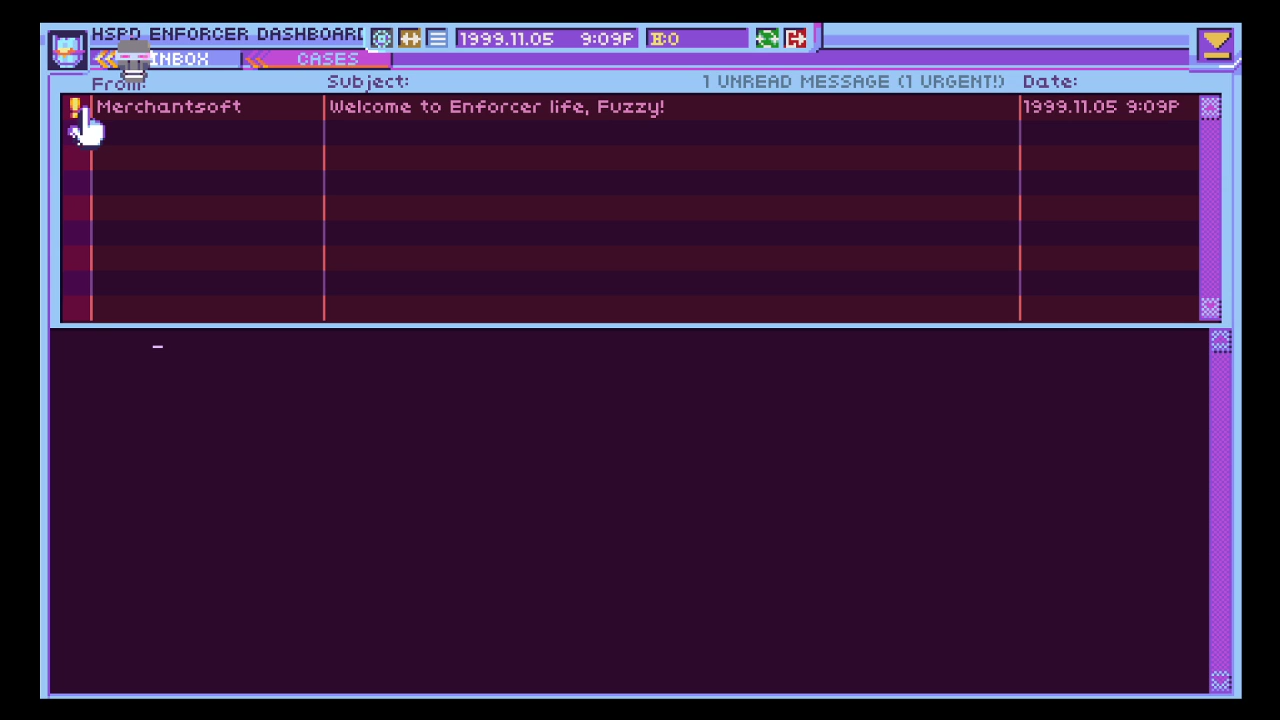 HSPD ENFORCER DASHBOARD
1999.11.05 9:09P
0
INBOX
CASES
From:
Subject:
1 UNREAD MESSAGE (1 URGENT!)
Date:
Merchantsoft
Welcome to Enforcer life, Fuzzy!
1999.11.05 9:09P